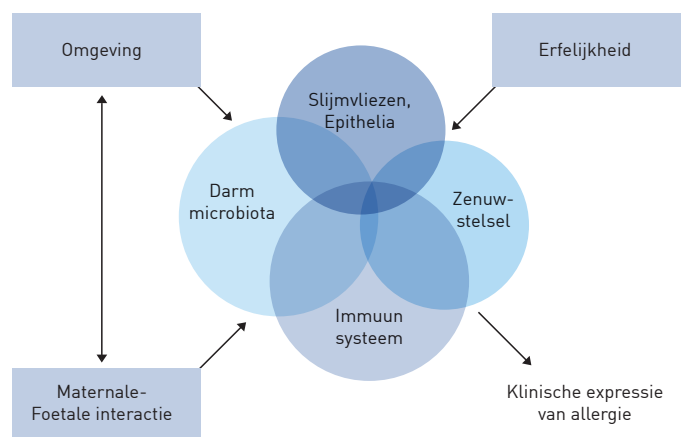 Omgeving
Erfelijkheid
Slijmvliezen,
Epithelia
Darm
microbiota
Zenuw-
stelsel
Immuun
systeem
Maternale-
Foetale interactie
Klinische expressie
van allergie